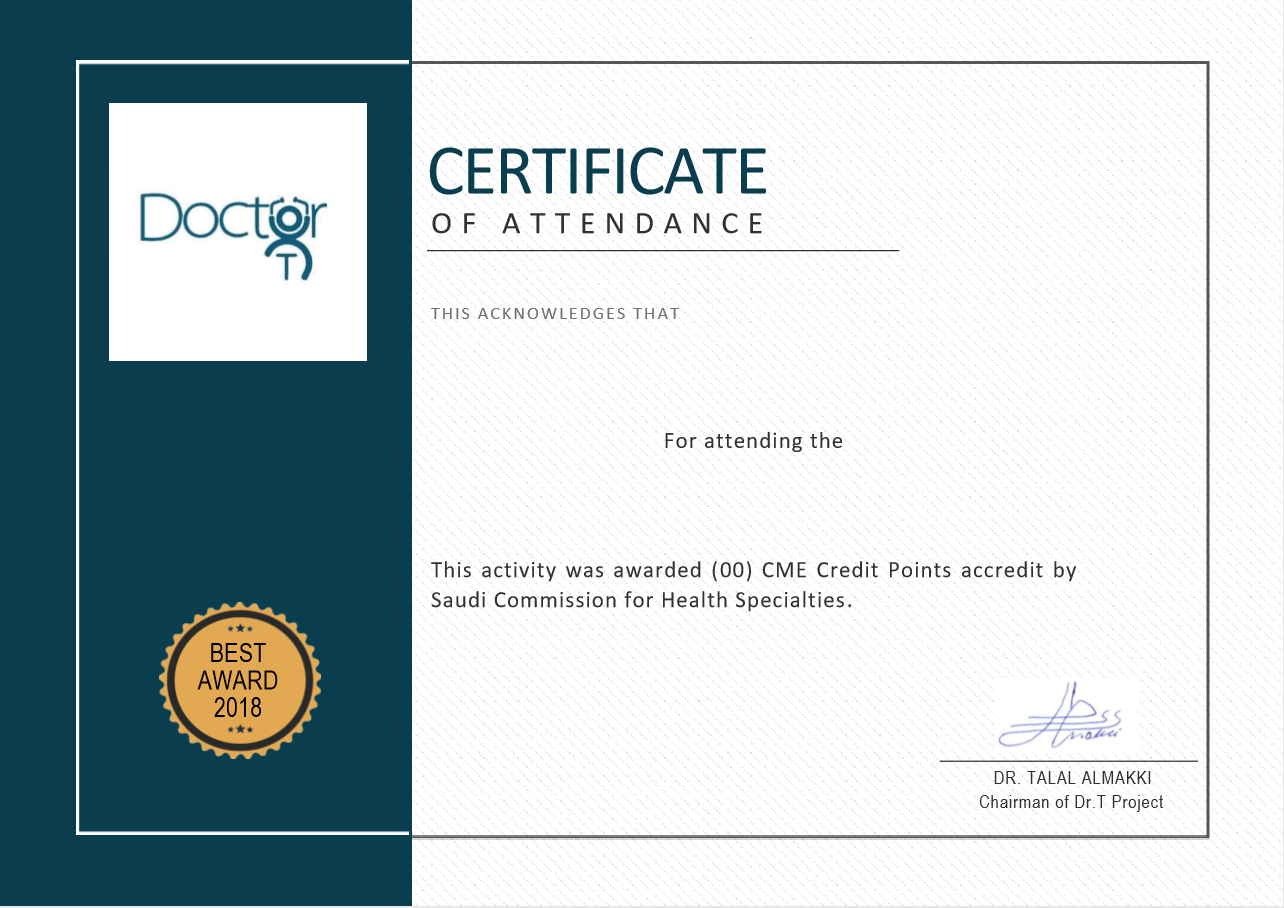 Doctor
T
CERTIFICATE
OF ATTENDANCE
THIS ACKNOWLEDGES THAT
For attending the
This activity was awarded (00) CME Credit Points accredit by
Saudi Commission for Health Specialties.
BEST
AWARD
2018
DR. TALAL ALMAKKI
Chairman of Dr.T Project